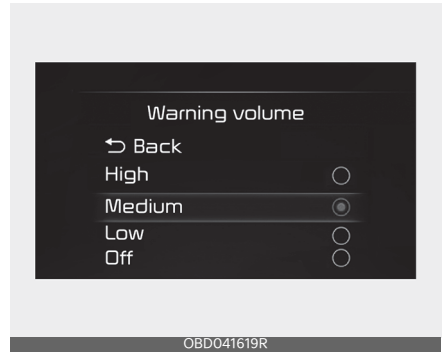 Warning volume
⮌ Back
High
Medium
Low
Off
OBD041619R